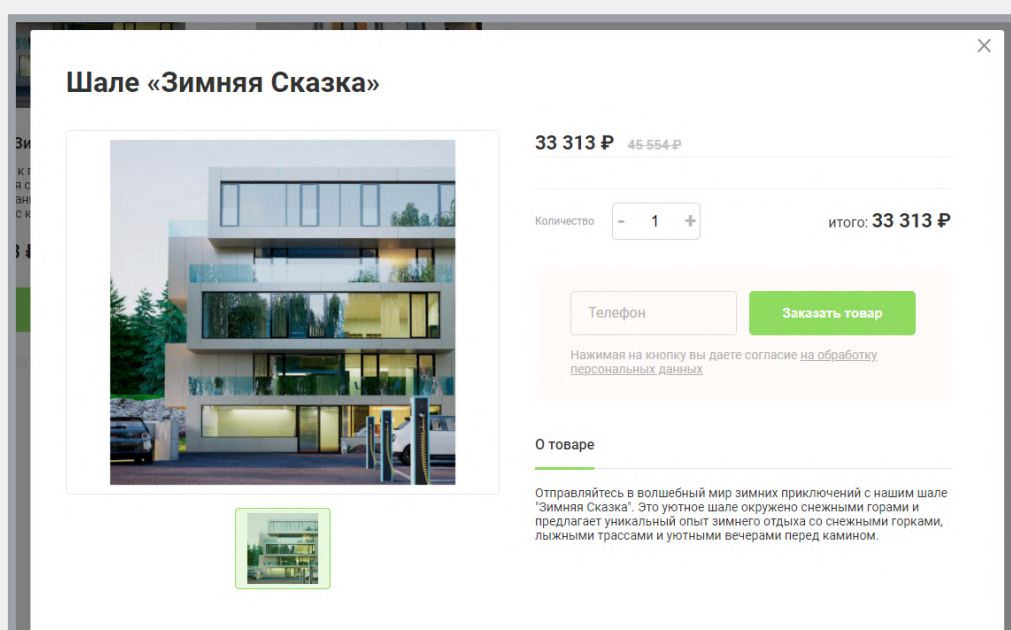 Шале «Зимняя Сказка»
33 313 ₽ 45 554 ₽
Количество - 1 + итого: 33 313 ₽
Телефон Заказать товар
Нажимая на кнопку вы даете согласие на обработку
персональных данных
О товаре
Отправляйтесь в волшебный мир зимних приключений с нашим шале
"Зимняя Сказка". Это уютное шале окружено снежными горами и
предлагает уникальный опыт зимнего отдыха со снежными горками,
лыжными трассами и уютными вечерами перед камином.